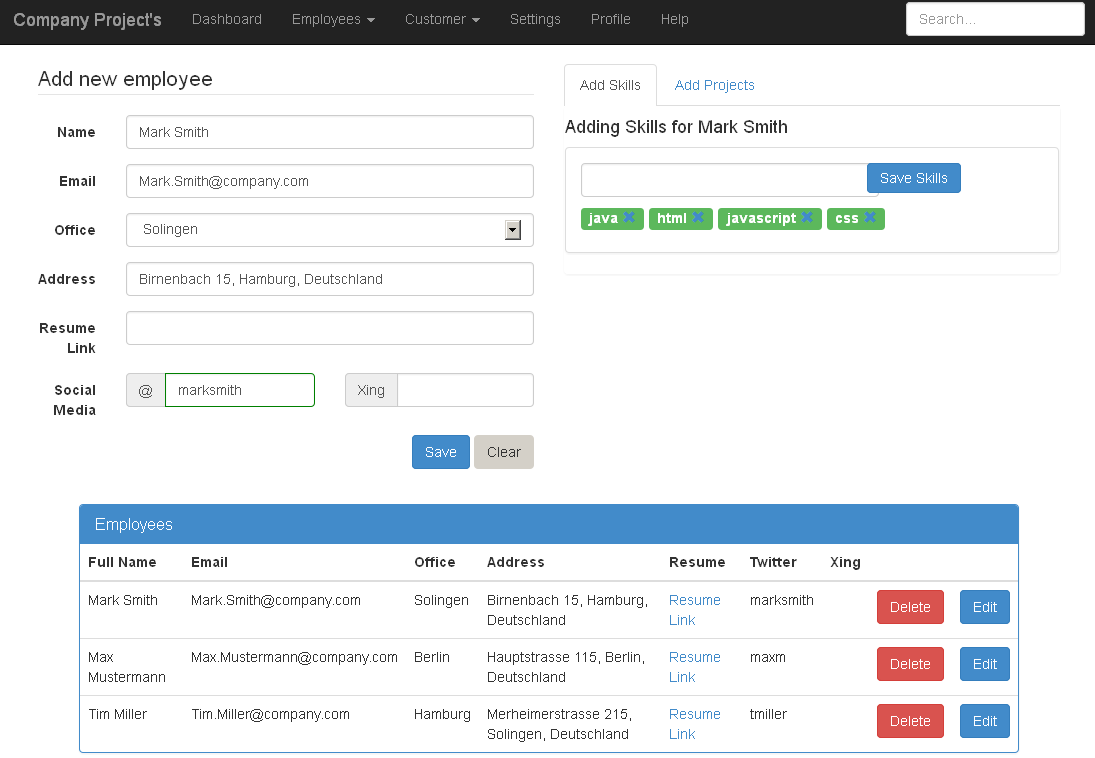 Company Project's Dashboard Employees Customer Settings Profile Help Search...
Add new employee
Name Mark Smith
Email Mark.Smith@company.com
Office Solingen
Address Birnenbach 15, Hamburg, Deutschland
Resume
Link
Social
Media
@ marksmith Xing
Save Clear
Add Skills Add Projects
Adding Skills for Mark Smith
Save Skills
java html javascript css
Employees
Full Name Email Office Address Resume Twitter Xing
Mark Smith Mark.Smith@company.com Solingen Birnenbach 15, Hamburg, Resume marksmith Delete Edit
Deutschland Link
Max Max.Mustermann@company.com Berlin Hauptstrasse 115, Berlin, Resume maxm Delete Edit
Mustermann Deutschland Link
Tim Miller Tim.Miller@company.com Hamburg Merheimerstrasse 215, Resume tmiller Delete Edit
Solingen, Deutschland Link